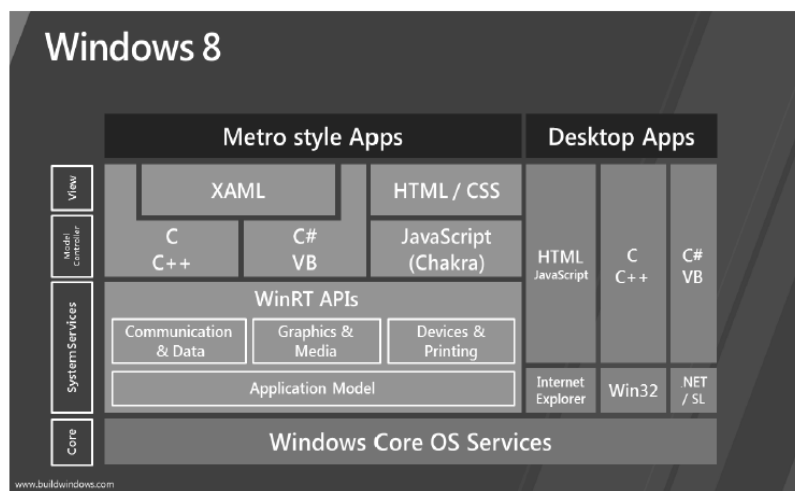 Windows 8
Metro style Apps
Desktop Apps
View
XAML
HTML / CSS
Model
Controller
C
C++
C#
VB
JavaScript
(Chakra)
HTML
JavaScript
C
C++
C#
VB
System Services
WinRT APIs
Communication
& Data
Graphics &
Media
Devices &
Printing
Application Model
Internet
Explorer
Win32
.NET
/ SL
Core
Windows Core OS Services
www.buildwindows.com